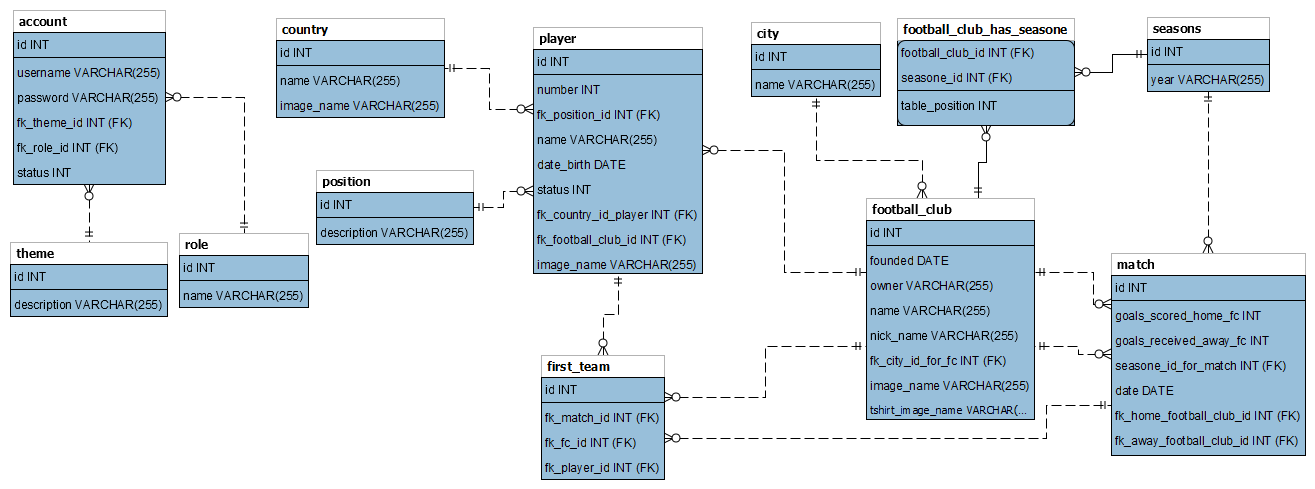 account
id INT
username VARCHAR(255)
password VARCHAR(255)
fk_theme_id INT (FK)
fk_role_id INT (FK)
status INT
theme
id INT
description VARCHAR(255)
role
id INT
name VARCHAR(255)
country
id INT
name VARCHAR(255)
image_name VARCHAR(255)
position
id INT
description VARCHAR(255)
player
id INT
number INT
fk_position_id INT (FK)
name VARCHAR(255)
date_birth DATE
status INT
fk_country_id_player INT (FK)
fk_football_club_id INT (FK)
image_name VARCHAR(255)
first_team
id INT
fk_match_id INT (FK)
fk_fc_id INT (FK)
fk_player_id INT (FK)
city
id INT
name VARCHAR(255)
football_club_has_seasone
football_club_id INT (FK)
seasone_id INT (FK)
table_position INT
football_club
id INT
founded DATE
owner VARCHAR(255)
name VARCHAR(255)
nick_name VARCHAR(255)
fk_city_id_for_fc INT (FK)
image_name VARCHAR(255)
tshirt_image_name VARCHAR(...
seasons
id INT
year VARCHAR(255)
match
id INT
goals_scored_home_fc INT
goals_received_away_fc INT
seasone_id_for_match INT (FK)
date DATE
fk_home_football_club_id INT (FK)
fk_away_football_club_id INT (FK)